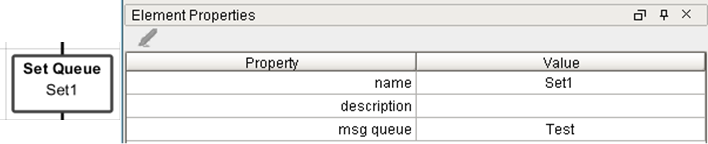 Set Queue
Set1
Element Properties
Property Value
name Set1
description
msg queue Test